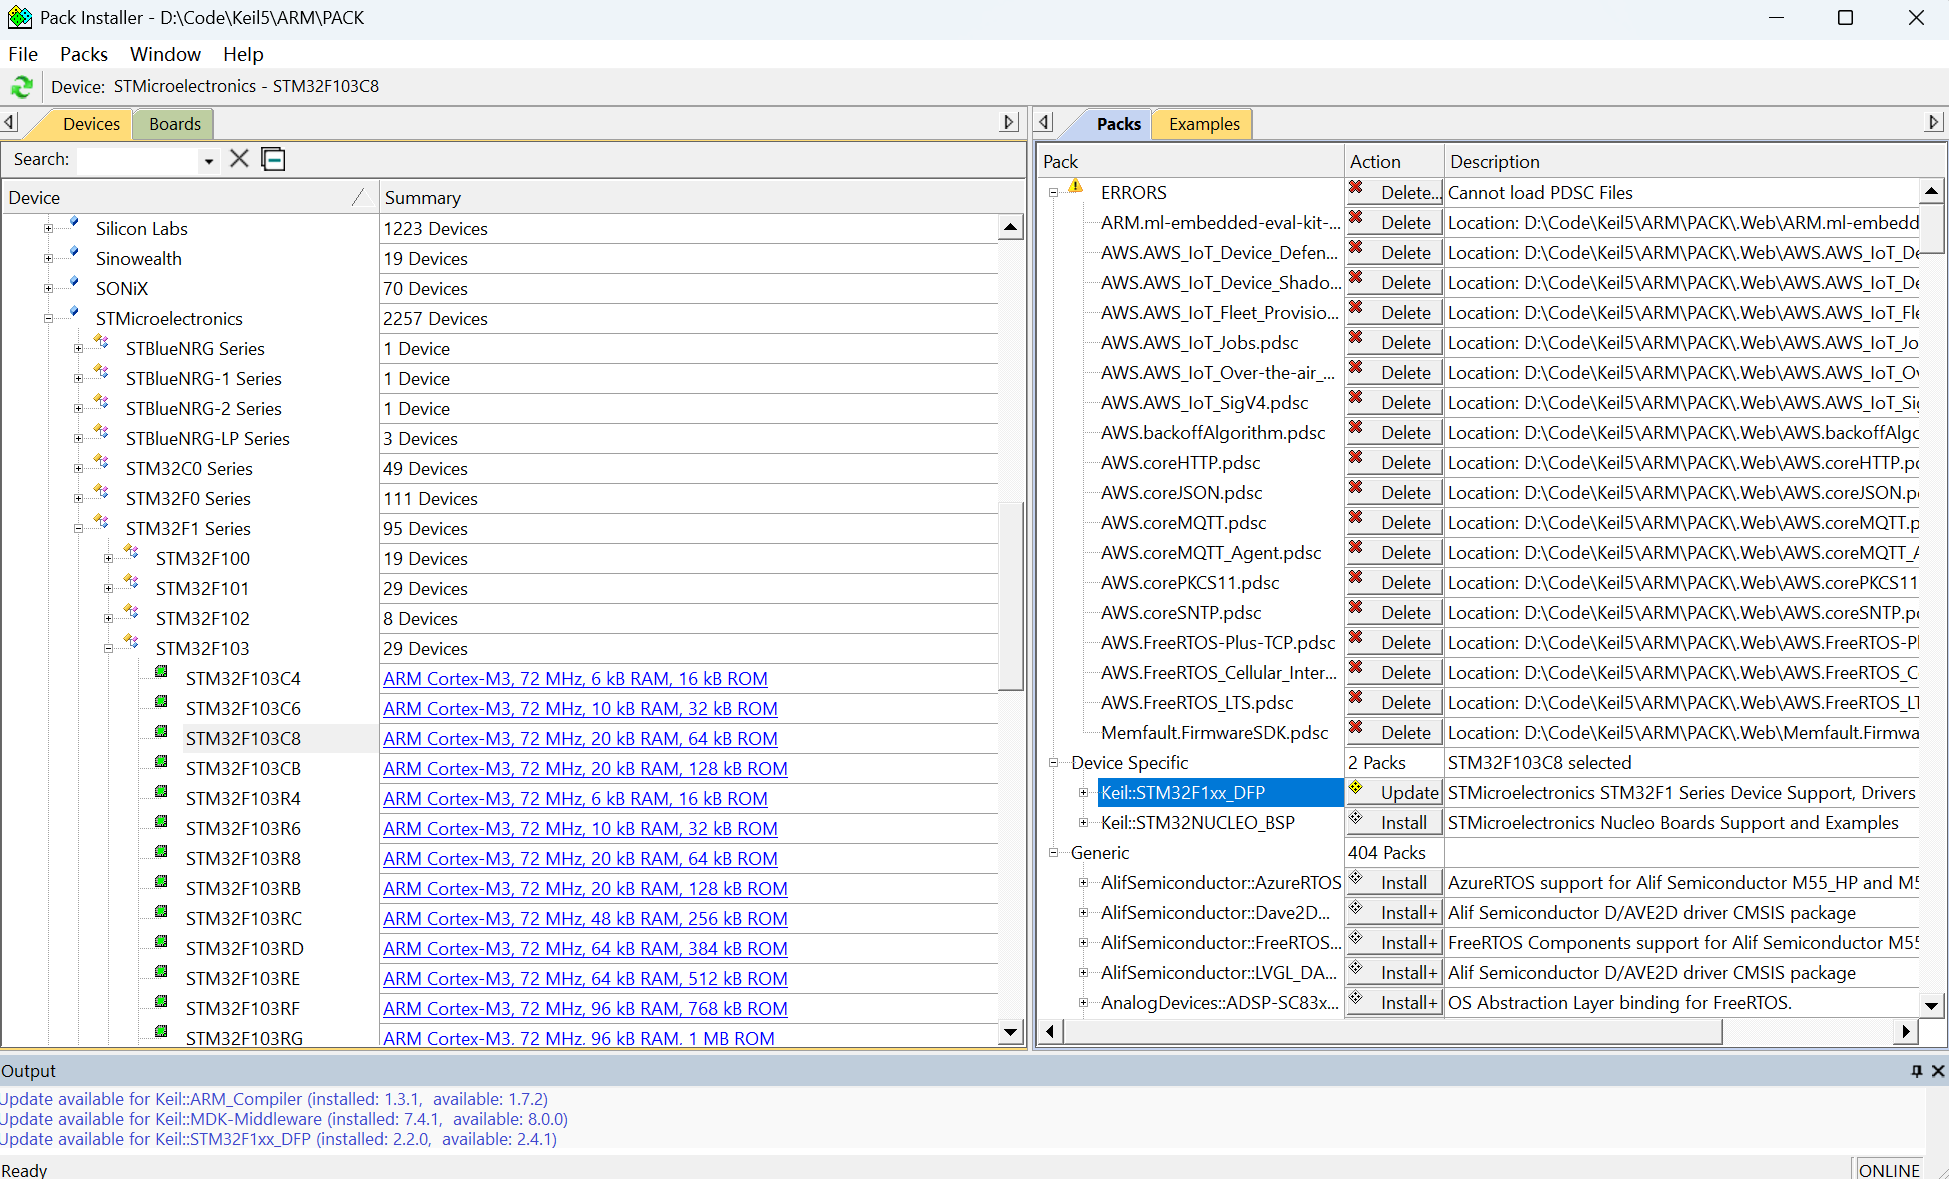 Pack Installer - D:\Code\Keil5\ARM\PACK
File Packs Window Help
Device: STMicroelectronics - STM32F103C8
Devices Boards
Search:
Device Summary
Silicon Labs 1223 Devices
Sinowealth 19 Devices
SONiX 70 Devices
STMicroelectronics 2257 Devices
STBlueNRG Series 1 Device
STBlueNRG-1 Series 1 Device
STBlueNRG-2 Series 1 Device
STBlueNRG-LP Series 3 Devices
STM32C0 Series 49 Devices
STM32F0 Series 111 Devices
STM32F1 Series 95 Devices
STM32F100 19 Devices
STM32F101 29 Devices
STM32F102 8 Devices
STM32F103 29 Devices
STM32F103C4 ARM Cortex-M3, 72 MHz, 6 kB RAM, 16 kB ROM
STM32F103C6 ARM Cortex-M3, 72 MHz, 10 kB RAM, 32 kB ROM
STM32F103C8 ARM Cortex-M3, 72 MHz, 20 kB RAM, 64 kB ROM
STM32F103CB ARM Cortex-M3, 72 MHz, 20 kB RAM, 128 kB ROM
STM32F103R4 ARM Cortex-M3, 72 MHz, 6 kB RAM, 16 kB ROM
STM32F103R6 ARM Cortex-M3, 72 MHz, 10 kB RAM, 32 kB ROM
STM32F103R8 ARM Cortex-M3, 72 MHz, 20 kB RAM, 64 kB ROM
STM32F103RB ARM Cortex-M3, 72 MHz, 20 kB RAM, 128 kB ROM
STM32F103RC ARM Cortex-M3, 72 MHz, 48 kB RAM, 256 kB ROM
STM32F103RD ARM Cortex-M3, 72 MHz, 64 kB RAM, 384 kB ROM
STM32F103RE ARM Cortex-M3, 72 MHz, 64 kB RAM, 512 kB ROM
STM32F103RF ARM Cortex-M3, 72 MHz, 96 kB RAM, 768 kB ROM
STM32F103RG ARM Cortex-M3, 72 MHz, 96 kB RAM, 1 MB ROM
Packs Examples
Pack Action Description
ERRORS Delete... Cannot load PDSC Files
ARM.ml-embedded-eval-kit-... Delete Location: D:\Code\Keil5\ARM\PACK\.Web\ARM.ml-embedd
AWS.AWS_IoT_Device_Defen... Delete Location: D:\Code\Keil5\ARM\PACK\.Web\AWS.AWS_IoT_De
AWS.AWS_IoT_Device_Shado... Delete Location: D:\Code\Keil5\ARM\PACK\.Web\AWS.AWS_IoT_De
AWS.AWS_IoT_Fleet_Provisio... Delete Location: D:\Code\Keil5\ARM\PACK\.Web\AWS.AWS_IoT_Fle
AWS.AWS_IoT_Jobs.pdsc Delete Location: D:\Code\Keil5\ARM\PACK\.Web\AWS.AWS_IoT_Jo
AWS.AWS_IoT_Over-the-air_... Delete Location: D:\Code\Keil5\ARM\PACK\.Web\AWS.AWS_IoT_Ov
AWS.AWS_IoT_SigV4.pdsc Delete Location: D:\Code\Keil5\ARM\PACK\.Web\AWS.AWS_IoT_Sig
AWS.backoffAlgorithm.pdsc Delete Location: D:\Code\Keil5\ARM\PACK\.Web\AWS.backoffAlgo
AWS.coreHTTP.pdsc Delete Location: D:\Code\Keil5\ARM\PACK\.Web\AWS.coreHTTP.pd
AWS.coreJSON.pdsc Delete Location: D:\Code\Keil5\ARM\PACK\.Web\AWS.coreJSON.p
AWS.coreMQTT.pdsc Delete Location: D:\Code\Keil5\ARM\PACK\.Web\AWS.coreMQTT.p
AWS.coreMQTT_Agent.pdsc Delete Location: D:\Code\Keil5\ARM\PACK\.Web\AWS.coreMQTT_A
AWS.corePKCS11.pdsc Delete Location: D:\Code\Keil5\ARM\PACK\.Web\AWS.corePKCS11
AWS.coreSNTP.pdsc Delete Location: D:\Code\Keil5\ARM\PACK\.Web\AWS.coreSNTP.pd
AWS.FreeRTOS-Plus-TCP.pdsc Delete Location: D:\Code\Keil5\ARM\PACK\.Web\AWS.FreeRTOS-Pl
AWS.FreeRTOS_Cellular_Inter... Delete Location: D:\Code\Keil5\ARM\PACK\.Web\AWS.FreeRTOS_C
AWS.FreeRTOS_LTS.pdsc Delete Location: D:\Code\Keil5\ARM\PACK\.Web\AWS.FreeRTOS_LT
Memfault.FirmwareSDK.pdsc Delete Location: D:\Code\Keil5\ARM\PACK\.Web\Memfault.Firmwa
Device Specific 2 Packs STM32F103C8 selected
Keil::STM32F1xx_DFP Update STMicroelectronics STM32F1 Series Device Support, Drivers
Keil::STM32NUCLEO_BSP Install STMicroelectronics Nucleo Boards Support and Examples
Generic 404 Packs
AlifSemiconductor::AzureRTOS Install AzureRTOS support for Alif Semiconductor M55_HP and M5
AlifSemiconductor::Dave2D... Install+ Alif Semiconductor D/AVE2D driver CMSIS package
AlifSemiconductor::FreeRTOS... Install+ FreeRTOS Components support for Alif Semiconductor M55
AlifSemiconductor::LVGL_DA... Install+ Alif Semiconductor D/AVE2D driver CMSIS package
AnalogDevices::ADSP-SC83x... Install+ OS Abstraction Layer binding for FreeRTOS.
Output
Update available for Keil::ARM_Compiler (installed: 1.3.1, available: 1.7.2)
Update available for Keil::MDK-Middleware (installed: 7.4.1, available: 8.0.0)
Update available for Keil::STM32F1xx_DFP (installed: 2.2.0, available: 2.4.1)
Ready ONLINE